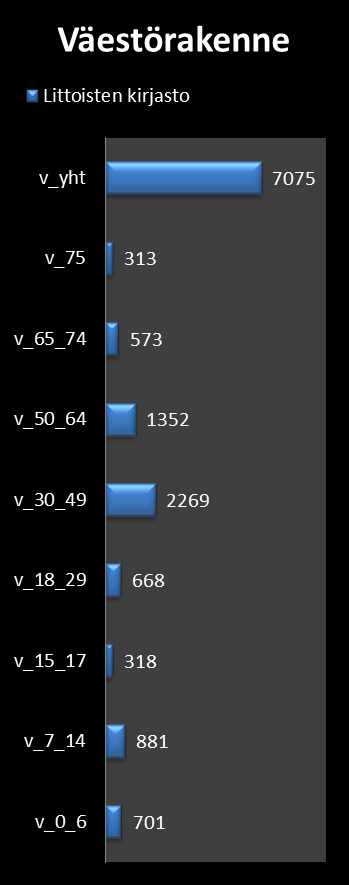 Väestörakenne
Littoisten kirjasto
v_yht 7075
v_75 313
v_65_74 573
v_50_64 1352
v_30_49 2269
v_18_29 668
v_15_17 318
v_7_14 881
v_0_6 701